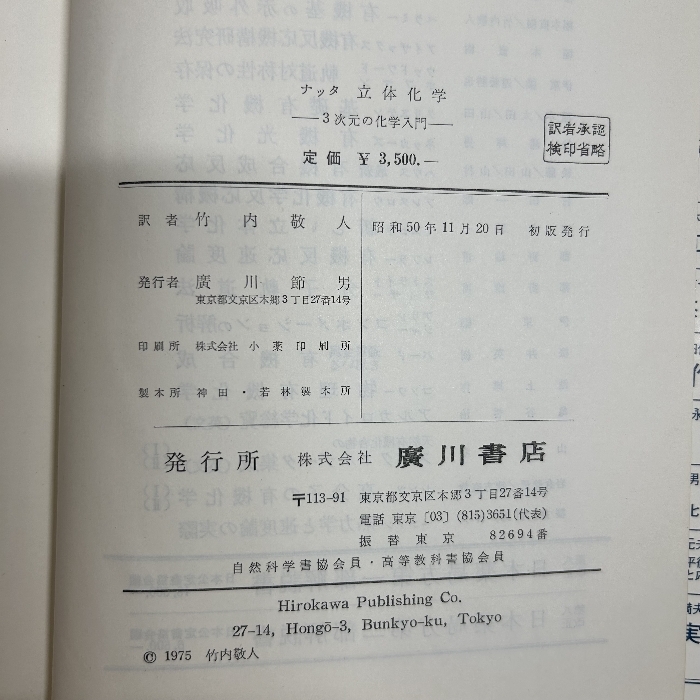 ナッタ 立体化学
——3次元の化学入門——
定価 ¥3,500.—
訳者承認
検印省略
訳者 竹内敬人
昭和50年11月20日 初版発行
発行者 廣川節男
東京都文京区本郷3丁目27番14号
印刷所 株式会社 小葉印刷所
製本所 神田・若林製本所
発行所 株式会社 廣川書店
〒113-91 東京都文京区本郷3丁目27番14号
電話 東京〔03〕(815)3651(代表)
振替東京 82694番
自然科学書協会員・高等教科書協会員
Hirokawa Publishing Co.
27-14, Hongō-3, Bunkyo-ku, Tokyo
© 1975 竹内敬人